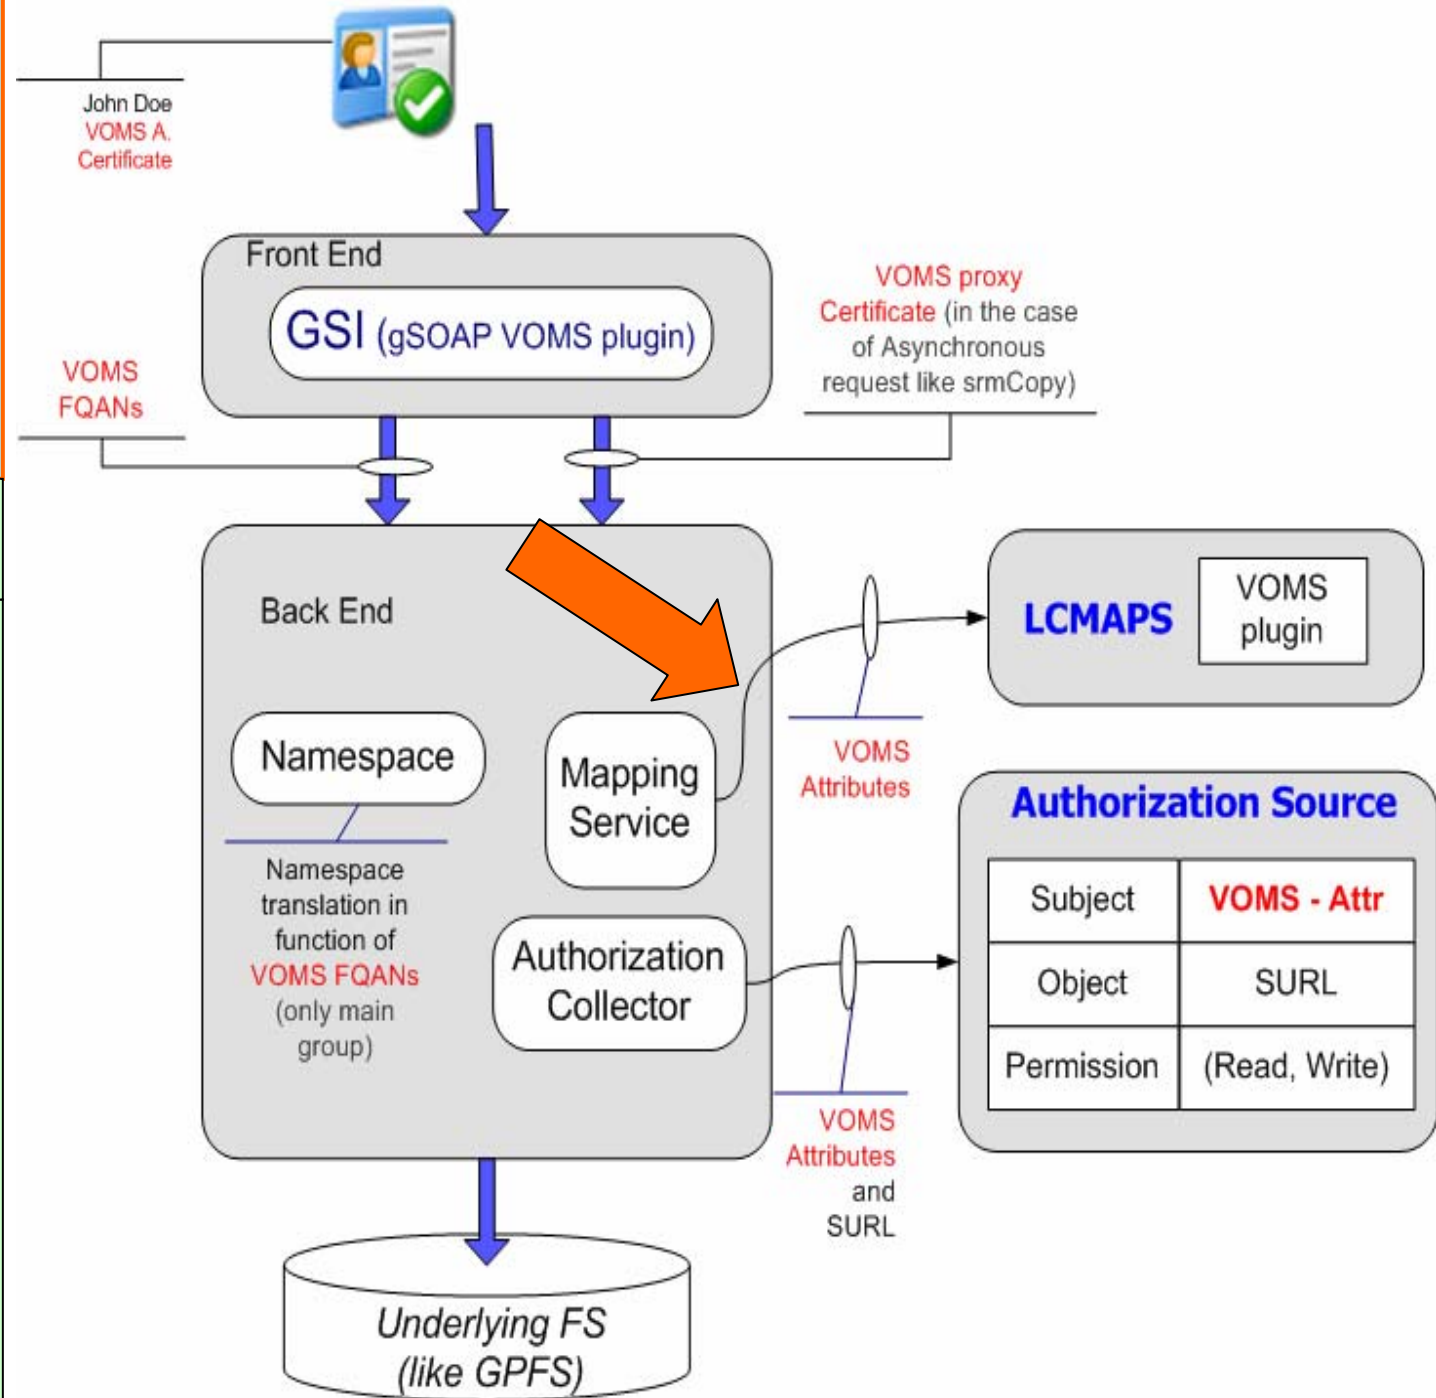 John Doe
VOMS A.
Certificate
Front End
GSI (gSOAP VOMS plugin)
VOMS proxy
Certificate (in the case
of Asynchronous
request like srmCopy)
VOMS
FQANs
Back End
LCMAPS
VOMS
plugin
VOMS
Attributes
Namespace
Mapping
Service
Namespace
translation in
function of
VOMS FQANs
(only main
group)
Authorization
Collector
Authorization Source
Subject
VOMS - Attr
Object
SURL
Permission
(Read, Write)
VOMS
Attributes
and
SURL
Underlying FS
(like GPFS)